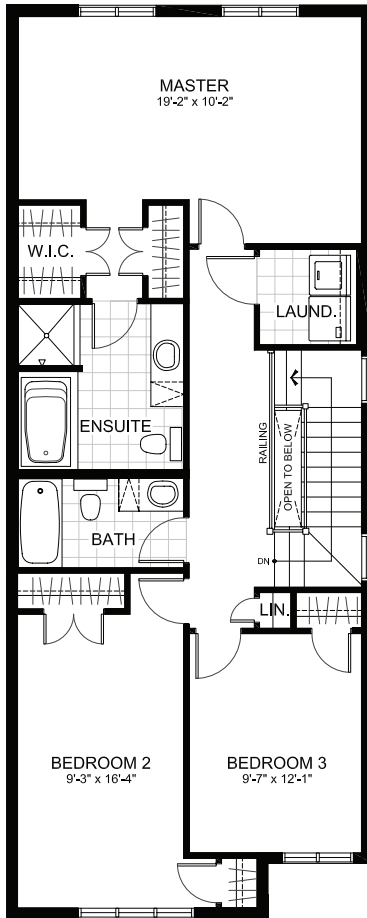 MASTER
19'-2" x 10'-2"
W.I.C.
LAUND.
ENSUITE
RAILING
OPEN TO BELOW
BATH
DN
LIN.
BEDROOM 2
9'-3" x 16'-4"
BEDROOM 3
9'-7" x 12'-1"